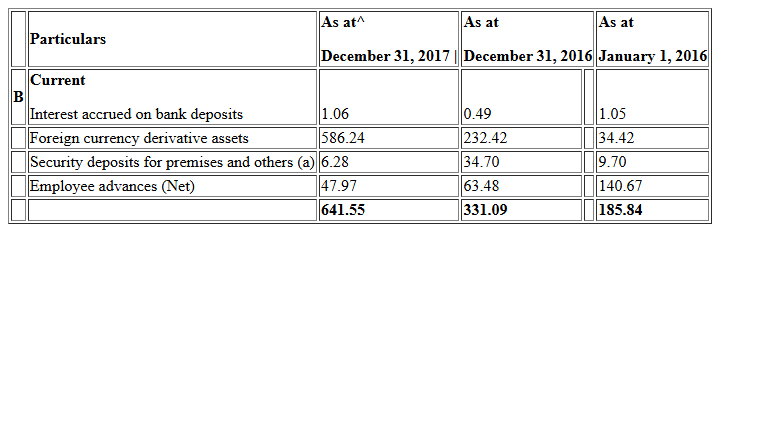 Particulars As at^ As at As at
December 31, 2017 | December 31, 2016 January 1, 2016
B Current
Interest accrued on bank deposits 1.06 0.49 1.05
Foreign currency derivative assets 586.24 232.42 34.42
Security deposits for premises and others (a) 6.28 34.70 9.70
Employee advances (Net) 47.97 63.48 140.67
641.55 331.09 185.84